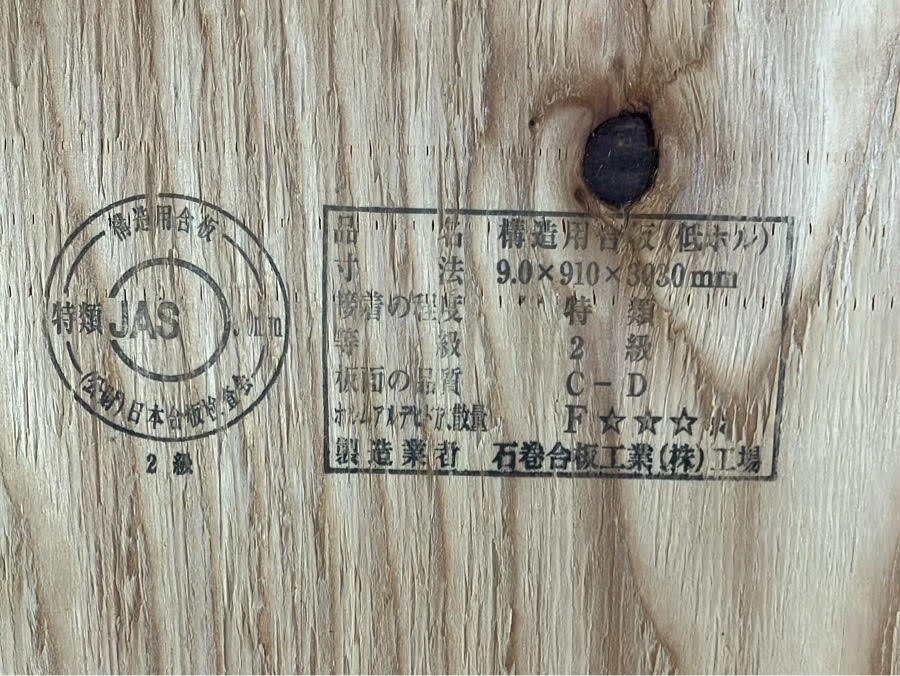 構造用合板
特類 JAS mm
日本合板検査会
2級
品名 構造用合板(低ホル)
寸法 9.0×910×3030mm
接着の程度 特類
等級 2級
板面の品質 C-D
ホルムアルデヒド放散量 F☆☆☆☆
製造業者 石巻合板工業(株)工場